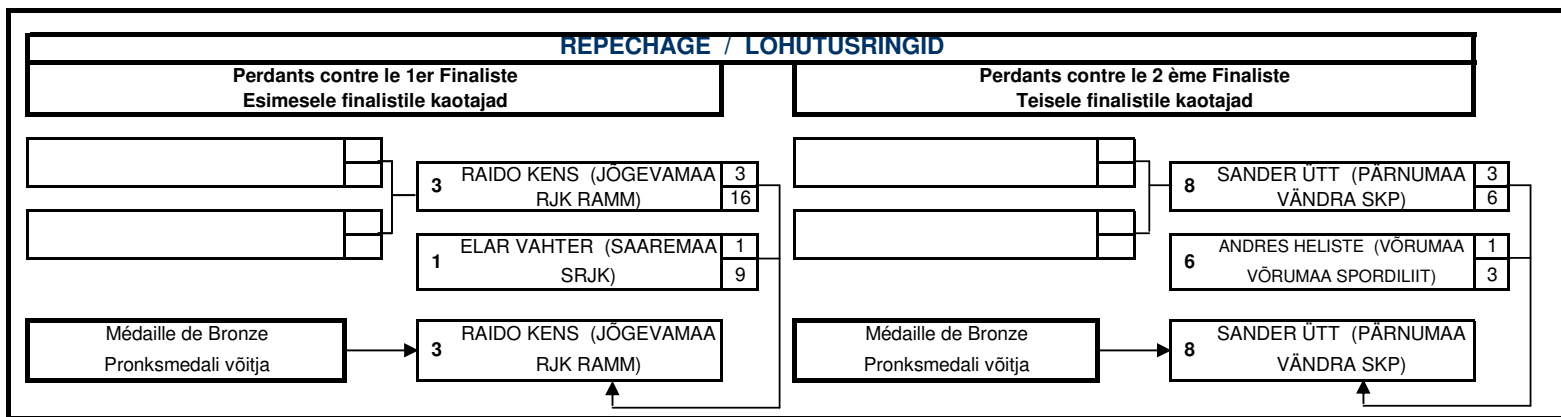 REPECHAGE / LOHUTUSRINGID
Perdants contre le 1er Finaliste
Esimesele finalistile kaotajad
Perdants contre le 2 ème Finaliste
Teisele finalistile kaotajad
3 RAIDO KENS (JÕGEVAMAA 3
RJK RAMM) 16
1 ELAR VAHTER (SAAREMAA 1
SRJK) 9
Médaille de Bronze
Pronksmedali võitja
3 RAIDO KENS (JÕGEVAMAA
RJK RAMM)
8 SANDER ÜTT (PÄRNUMAA 3
VÄNDRA SKP) 6
6 ANDRES HELISTE (VÕRUMAA 1
VÕRUMAA SPORDILIIT) 3
Médaille de Bronze
Pronksmedali võitja
8 SANDER ÜTT (PÄRNUMAA
VÄNDRA SKP)